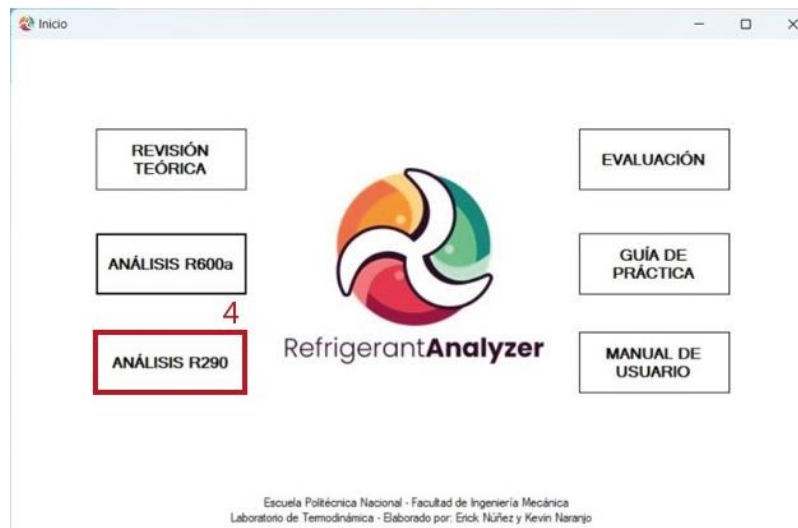 Inicio
REVISIÓN
TEÓRICA
EVALUACIÓN
ANÁLISIS R600a
GUÍA DE
PRÁCTICA
4
ANÁLISIS R290
RefrigerantAnalyzer
MANUAL DE
USUARIO
Escuela Politécnica Nacional - Facultad de Ingeniería Mecánica
Laboratorio de Termodinámica - Elaborado por: Erick Núñez y Kevin Naranjo